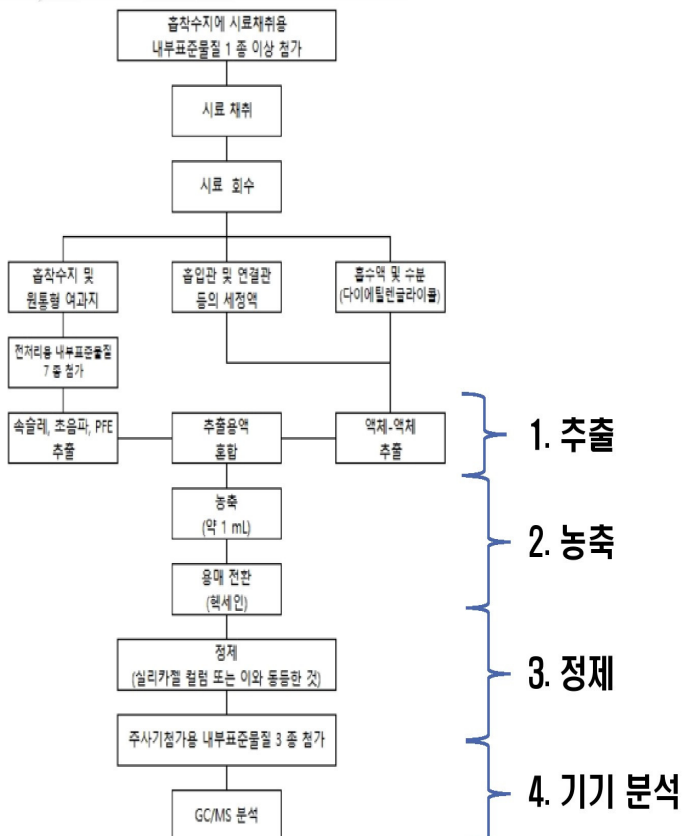 흡착수지에 시료채취용
내부표준물질 1 종 이상 첨가
시료 채취
시료 회수
흡착수지 및
원통형 여과지
흡입관 및 연결관
등의 세정액
흡수액 및 수분
(다이에틸렌글라이콜)
전처리용 내부표준물질
7 종 첨가
속슬레, 초음파, PFE
추출
추출용액
혼합
액체-액체
추출
1. 추출
농축
(약 1 mL)
2. 농축
용매 전환
(헥세인)
정제
(실리카젤 컬럼 또는 이와 동등한 것)
3. 정제
주사기첨가용 내부표준물질 3 종 첨가
GC/MS 분석
4. 기기 분석